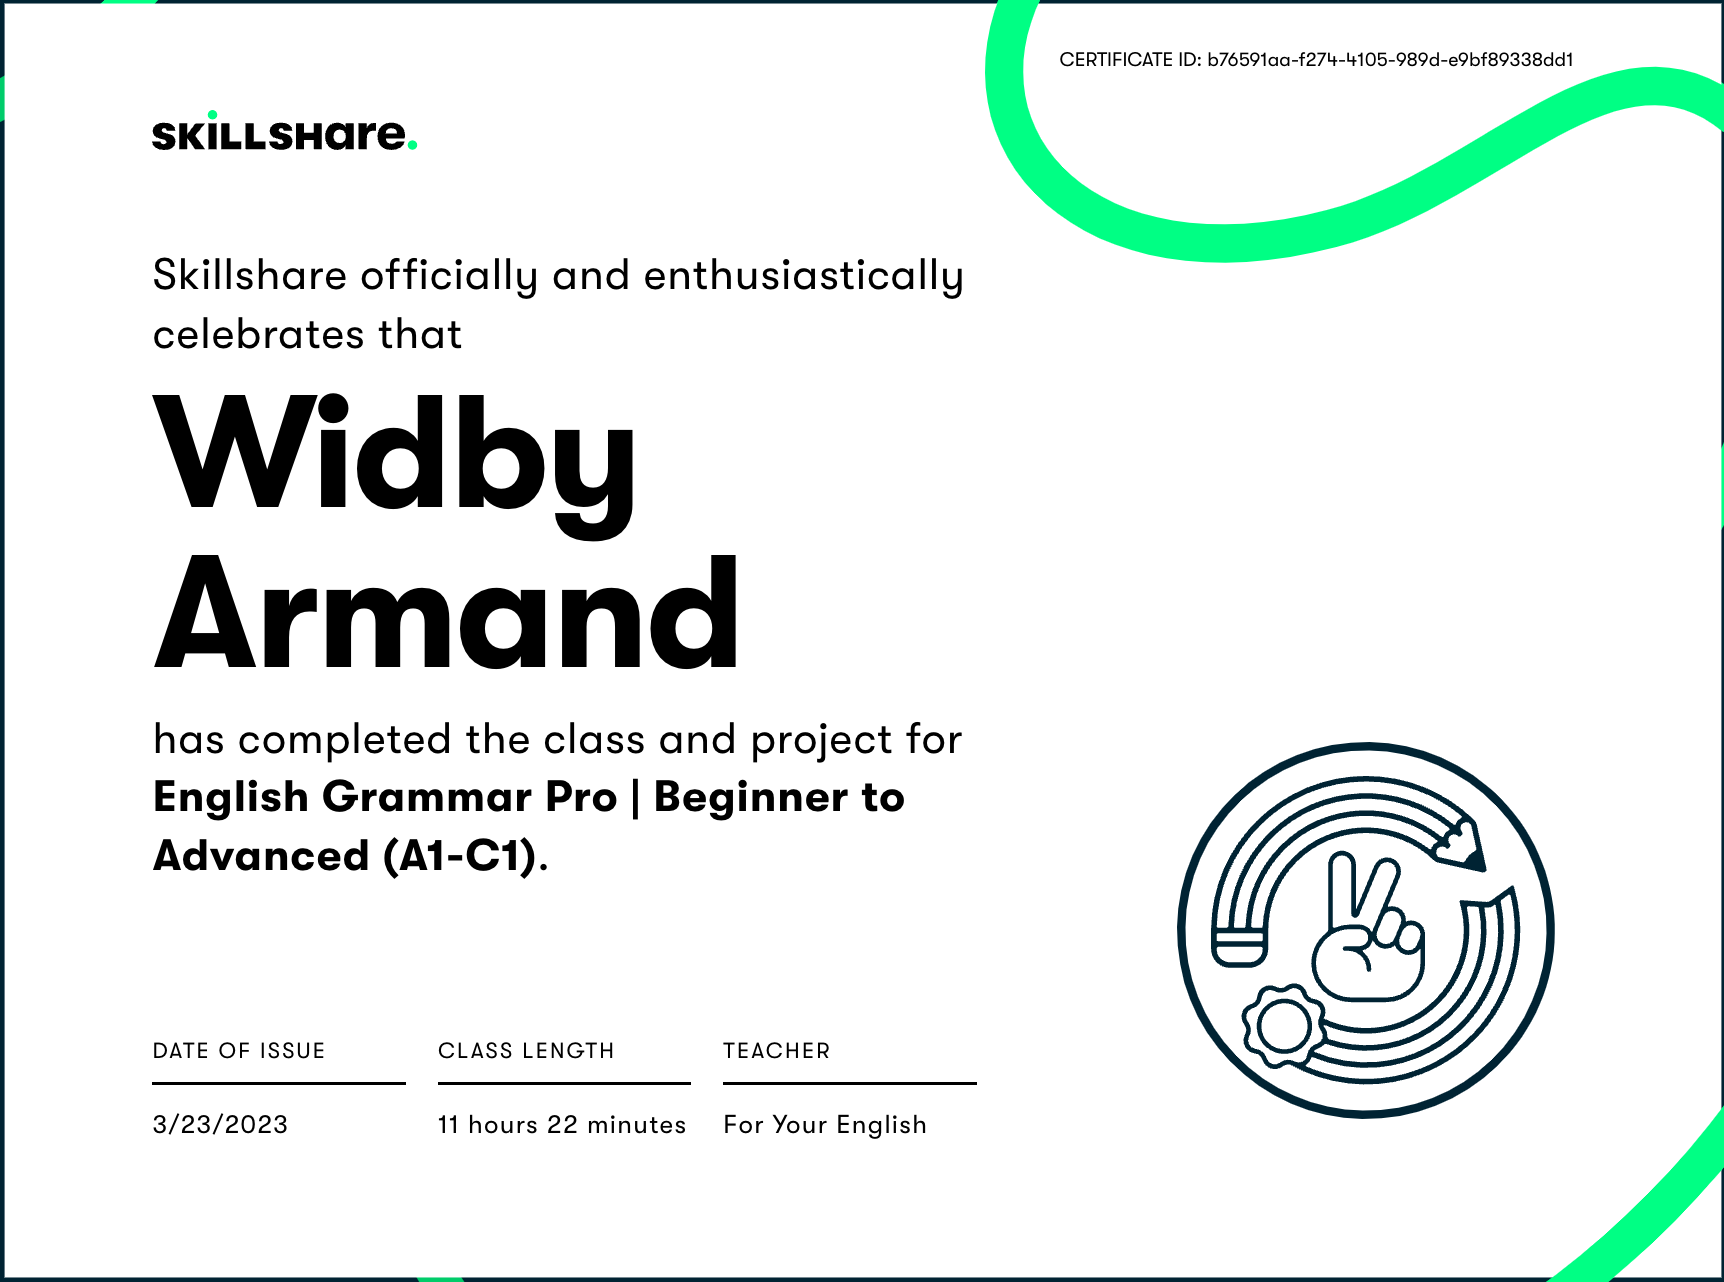 CERTIFICATE ID: b76591aa-f274-4105-989d-e9bf89338dd1
SKiLLSHare.
Skillshare officially and enthusiastically
celebrates that
Widby
Armand
has completed the class and project for
English Grammar Pro | Beginner to
Advanced (A1-C1).
DATE OF ISSUE
3/23/2023
CLASS LENGTH
11 hours 22 minutes
TEACHER
For Your English